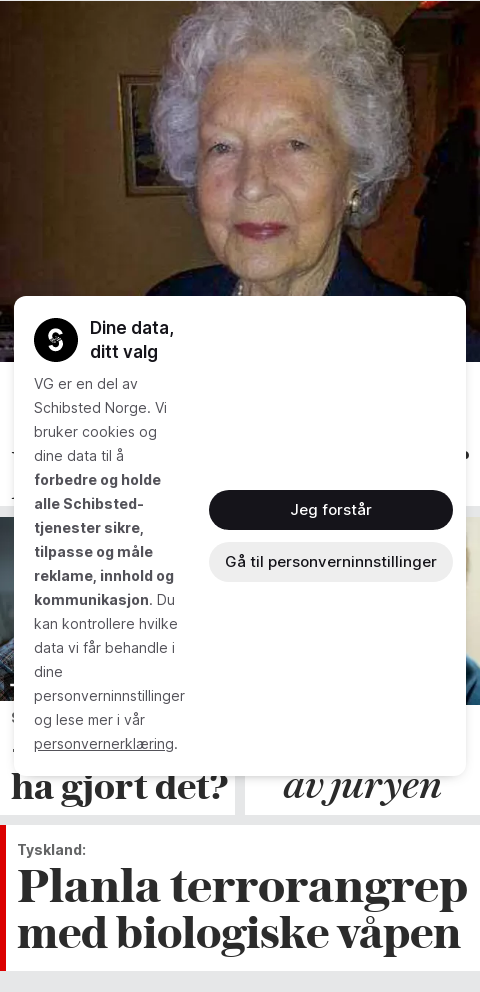 Dine data,
ditt valg
VG er en del av
Schibsted Norge. Vi
bruker cookies og
dine data til å
forbedre og holde
alle Schibsted-
tjenester sikre,
tilpasse og måle
reklame, innhold og
kommunikasjon. Du
kan kontrollere hvilke
data vi får behandle i
dine
personverninnstillinger
og lese mer i vår
personvernerklæring.
Jeg forstår
Gå til personverninnstillinger
ha gjort det?
av juryen
Tyskland:
Planla terrorangrep
med biologiske våpen